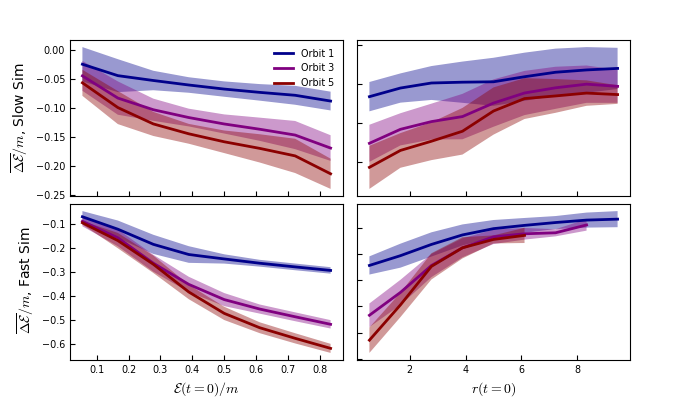 0.00
−0.05
−0.10
−0.15
−0.20
−0.25
$\overline{\Delta\mathcal{E}}/m$, Slow Sim
Orbit 1
Orbit 3
Orbit 5
−0.1
−0.2
−0.3
−0.4
−0.5
−0.6
$\overline{\Delta\mathcal{E}}/m$, Fast Sim
0.1 0.2 0.3 0.4 0.5 0.6 0.7 0.8
$\mathcal{E}(t=0)/m$
2 4 6 8
$r(t=0)$